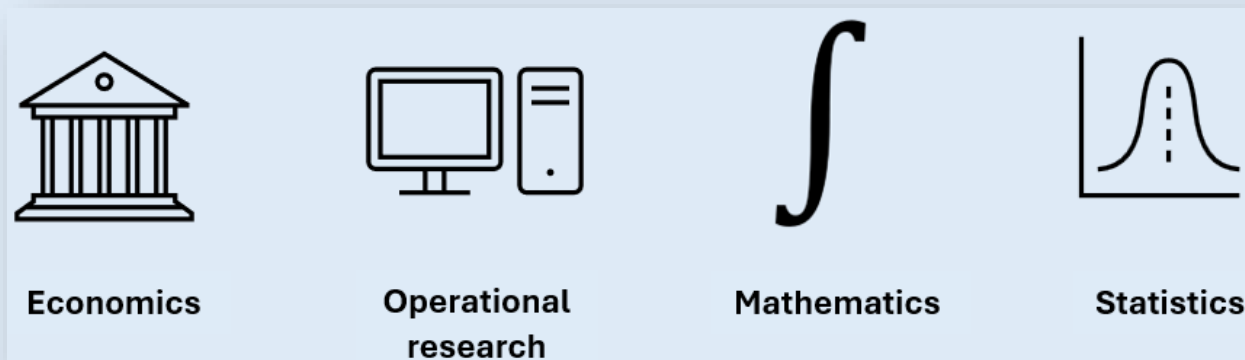 Economics
Operational
research
Mathematics
Statistics